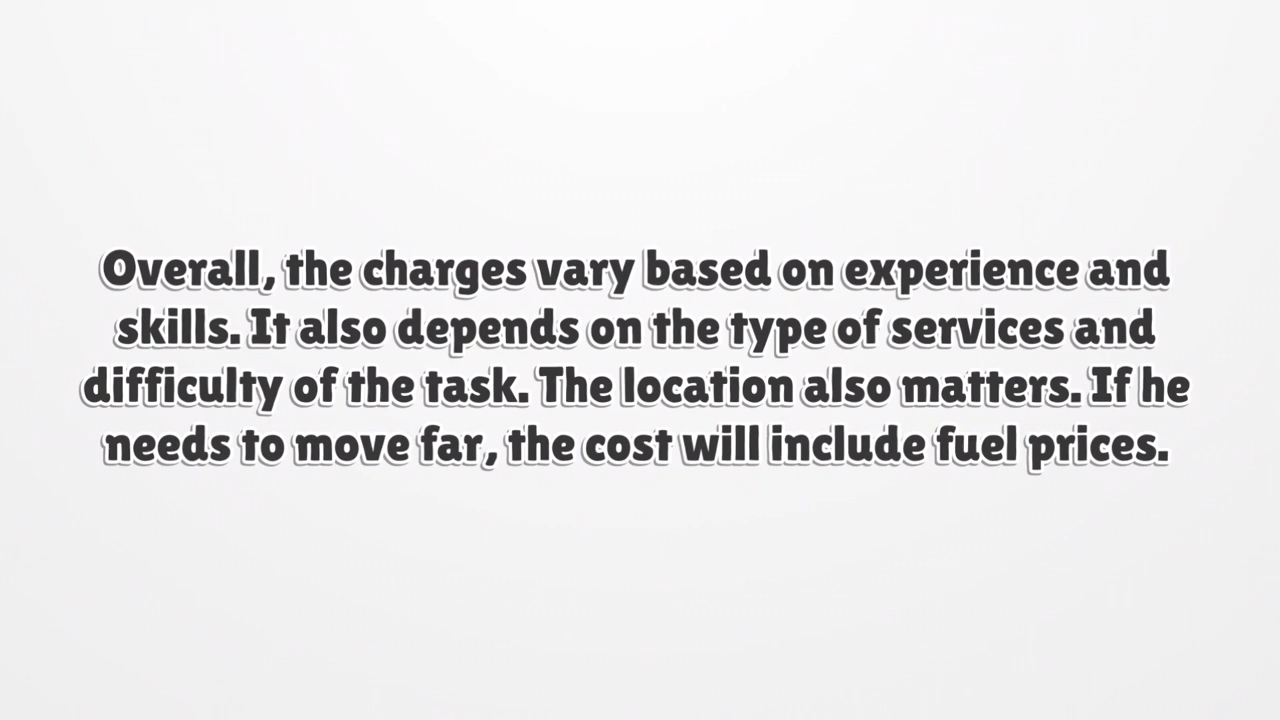 Overall, the charges vary based on experience and
skills. It also depends on the type of services and
difficulty of the task. The location also matters. If he
needs to move far, the cost will include fuel prices.